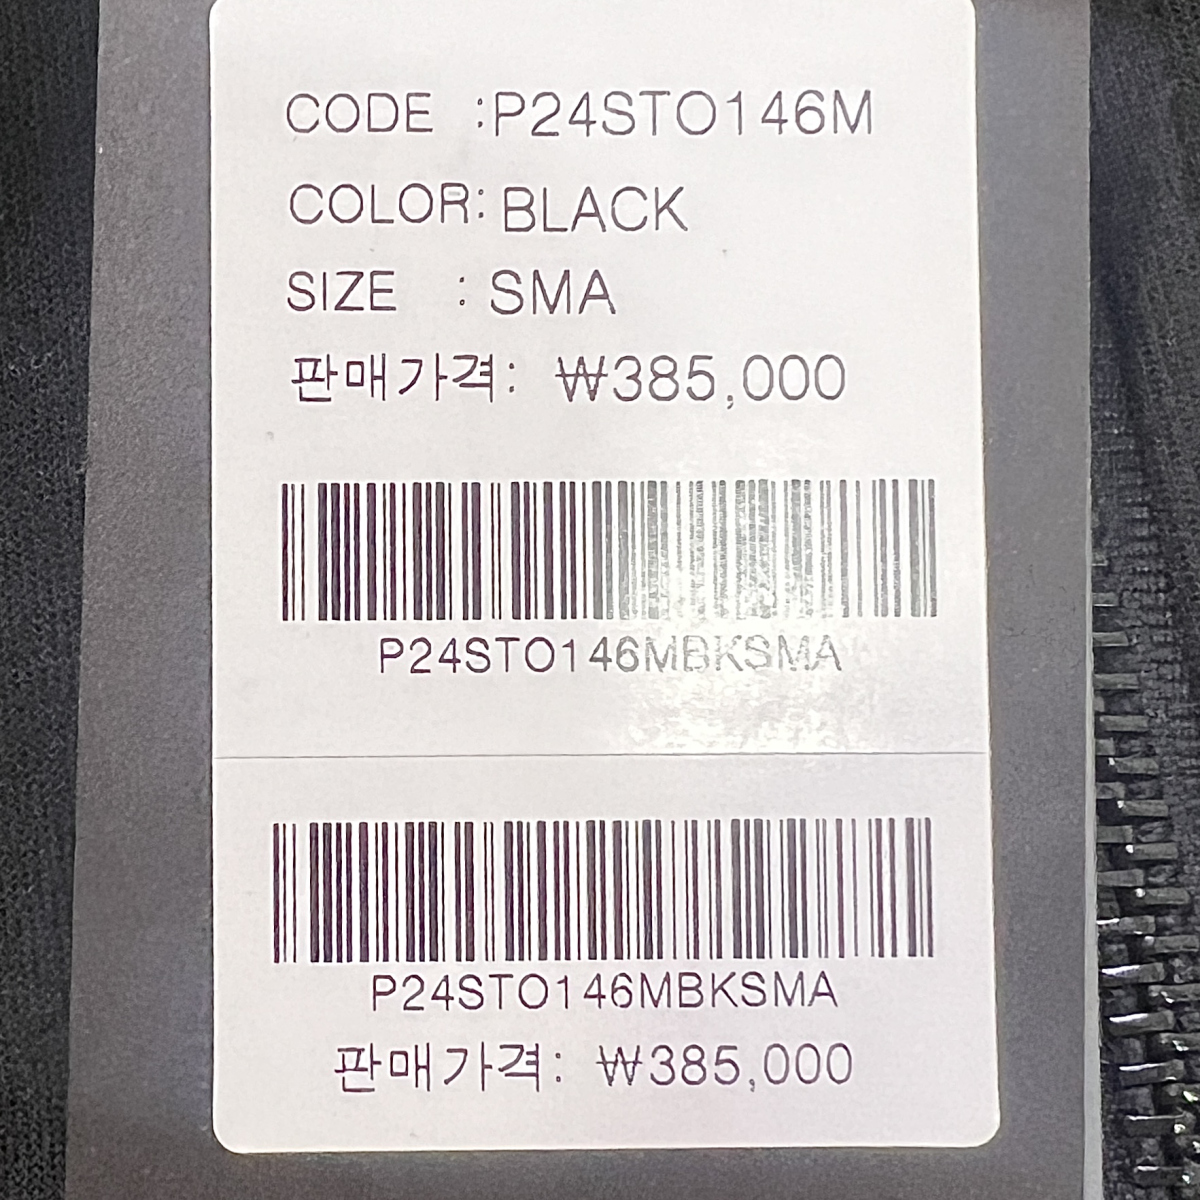 CODE :P24STO146M
COLOR: BLACK
SIZE : SMA
판매가격: ₩385,000
P24STO146MBKSMA
P24STO146MBKSMA
판매가격: ₩385,000